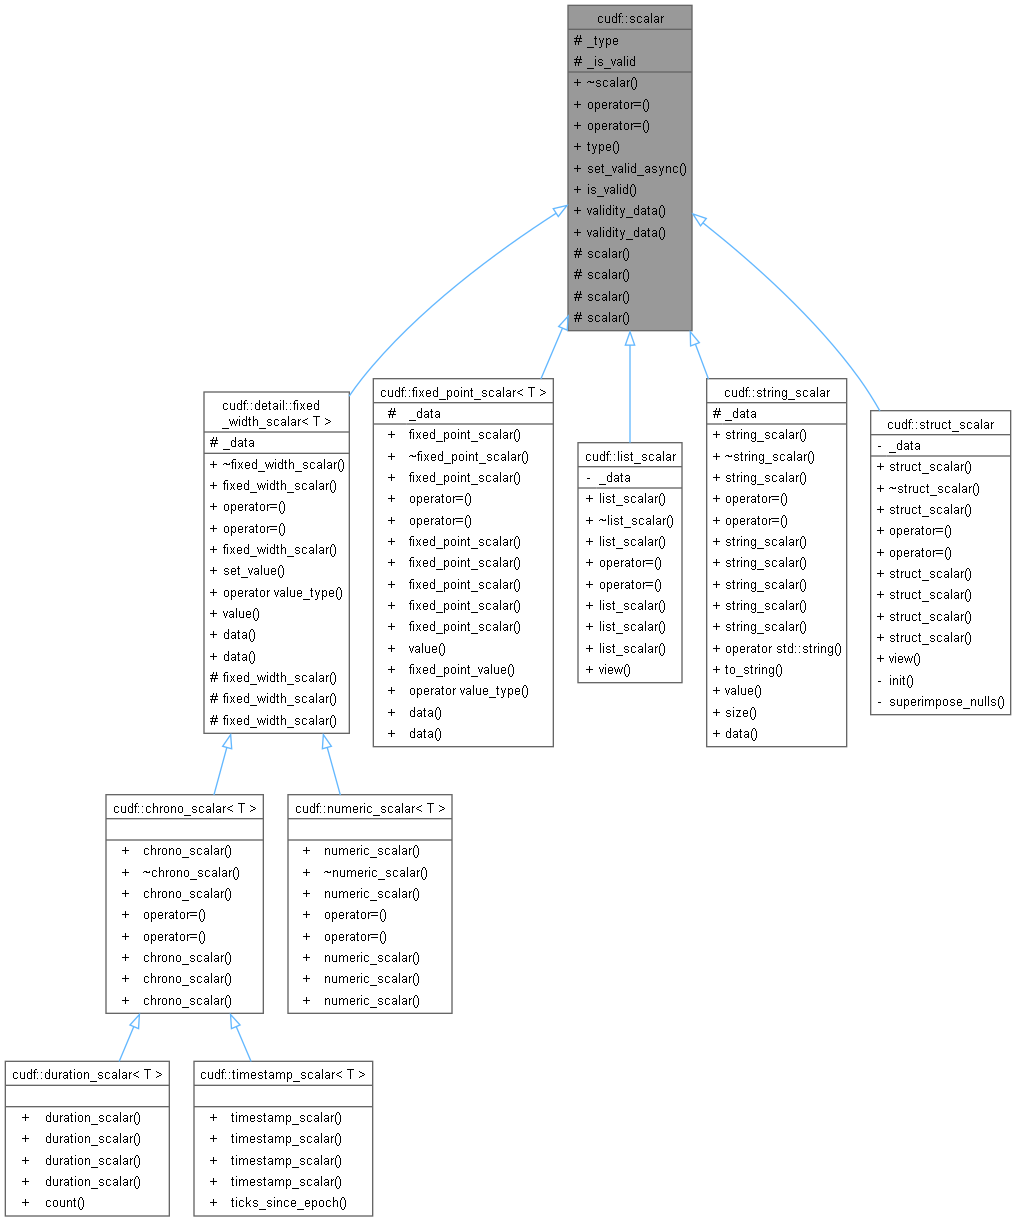 cudf::scalar
# _type
# _is_valid
+ ~scalar()
+ operator=()
+ operator=()
+ type()
+ set_valid_async()
+ is_valid()
+ validity_data()
+ validity_data()
# scalar()
# scalar()
# scalar()
# scalar()
cudf::detail::fixed
_width_scalar< T >
# _data
+ ~fixed_width_scalar()
+ fixed_width_scalar()
+ operator=()
+ operator=()
+ fixed_width_scalar()
+ set_value()
+ operator value_type()
+ value()
+ data()
+ data()
# fixed_width_scalar()
# fixed_width_scalar()
# fixed_width_scalar()
cudf::fixed_point_scalar< T >
# _data
+ fixed_point_scalar()
+ ~fixed_point_scalar()
+ fixed_point_scalar()
+ operator=()
+ operator=()
+ fixed_point_scalar()
+ fixed_point_scalar()
+ fixed_point_scalar()
+ fixed_point_scalar()
+ fixed_point_scalar()
+ value()
+ fixed_point_value()
+ operator value_type()
+ data()
+ data()
cudf::list_scalar
- _data
+ list_scalar()
+ ~list_scalar()
+ list_scalar()
+ operator=()
+ operator=()
+ list_scalar()
+ list_scalar()
+ list_scalar()
+ view()
cudf::string_scalar
# _data
+ string_scalar()
+ ~string_scalar()
+ string_scalar()
+ operator=()
+ operator=()
+ string_scalar()
+ string_scalar()
+ string_scalar()
+ string_scalar()
+ string_scalar()
+ operator std::string()
+ to_string()
+ value()
+ size()
+ data()
cudf::struct_scalar
- _data
+ struct_scalar()
+ ~struct_scalar()
+ struct_scalar()
+ operator=()
+ operator=()
+ struct_scalar()
+ struct_scalar()
+ struct_scalar()
+ struct_scalar()
+ view()
- init()
- superimpose_nulls()
cudf::chrono_scalar< T >
+ chrono_scalar()
+ ~chrono_scalar()
+ chrono_scalar()
+ operator=()
+ operator=()
+ chrono_scalar()
+ chrono_scalar()
+ chrono_scalar()
cudf::numeric_scalar< T >
+ numeric_scalar()
+ ~numeric_scalar()
+ numeric_scalar()
+ operator=()
+ operator=()
+ numeric_scalar()
+ numeric_scalar()
+ numeric_scalar()
cudf::duration_scalar< T >
+ duration_scalar()
+ duration_scalar()
+ duration_scalar()
+ duration_scalar()
+ count()
cudf::timestamp_scalar< T >
+ timestamp_scalar()
+ timestamp_scalar()
+ timestamp_scalar()
+ timestamp_scalar()
+ ticks_since_epoch()